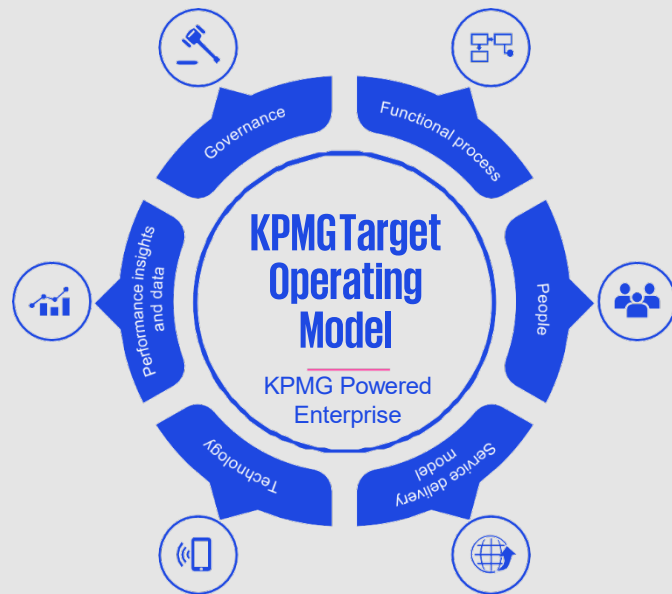 KPMG Target
Operating
Model
KPMG Powered
Enterprise
Functional process
People
Service delivery
model
Technology
Performance insights
and data
Governance